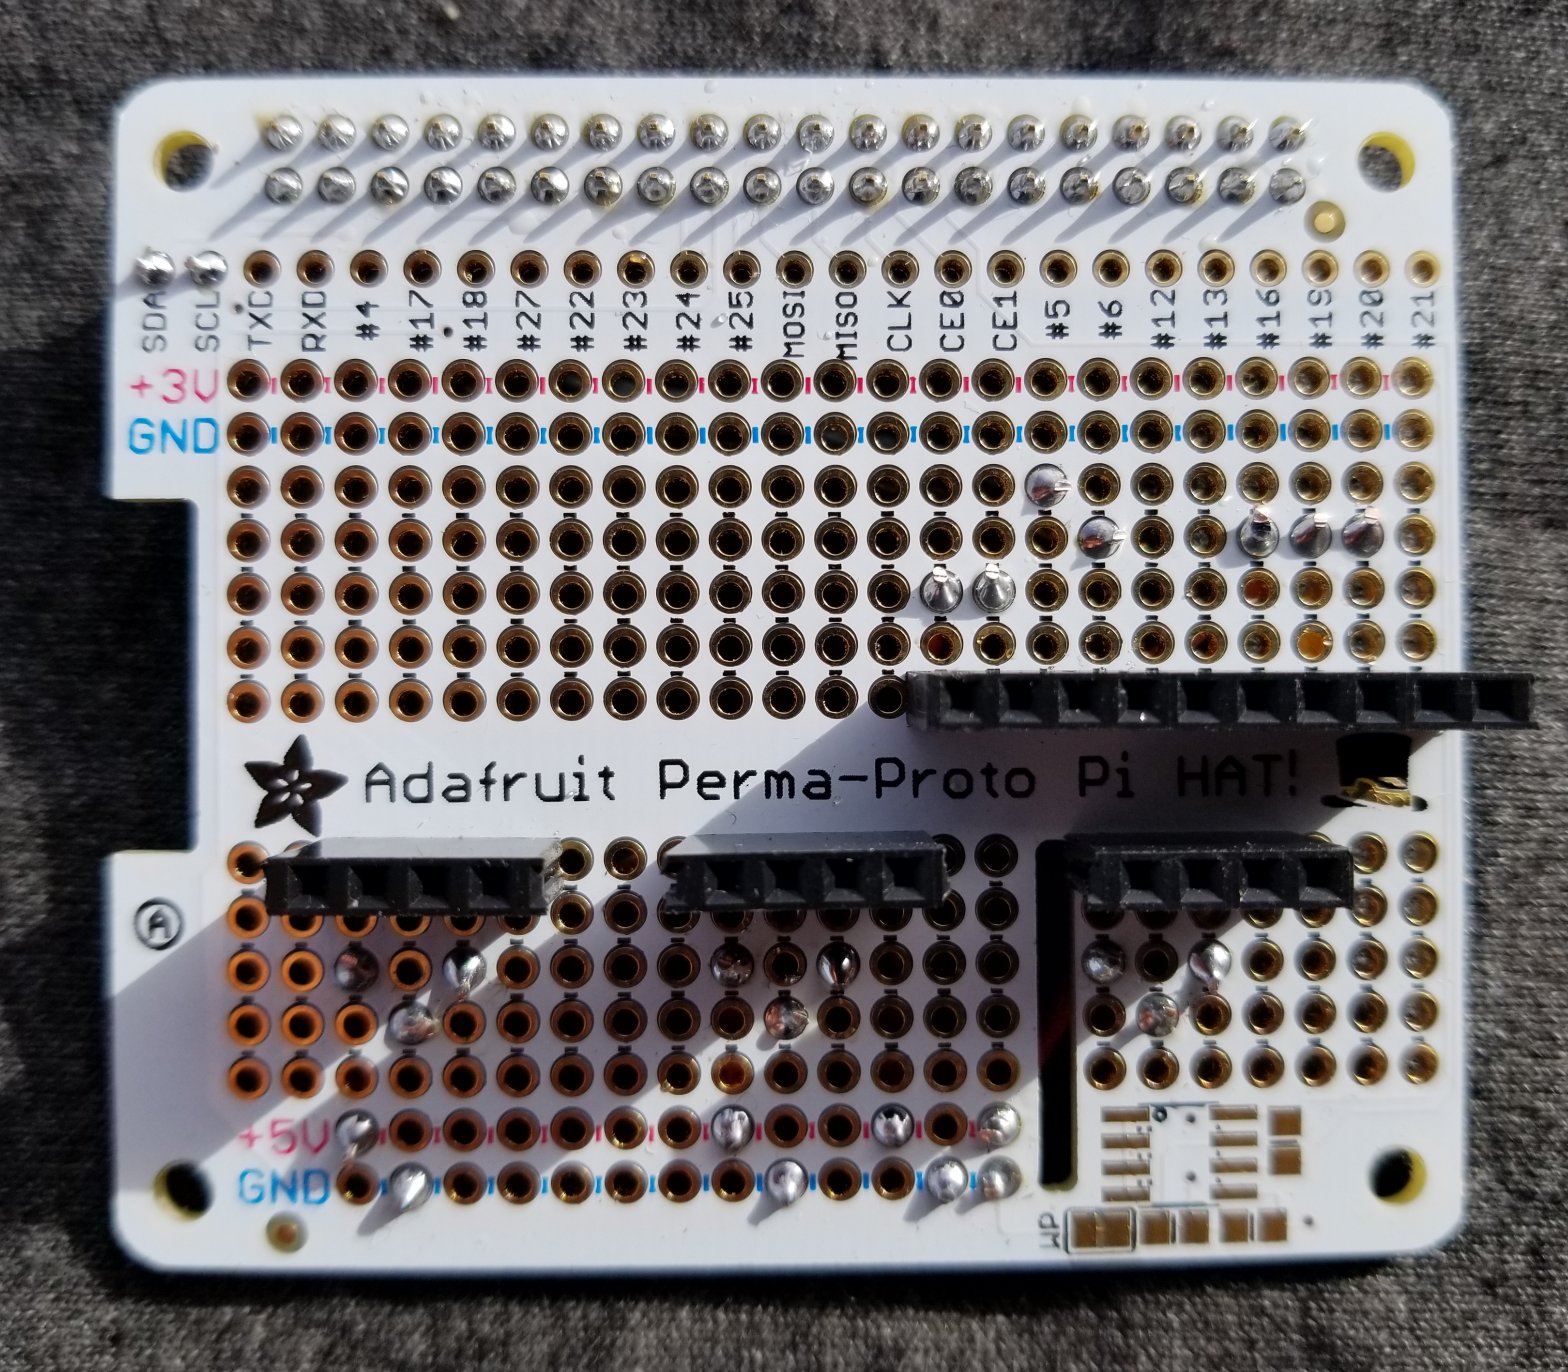 SDA SCL TXD RXD #4 #17 #18 #27 #22 #23 #24 #25 MOSI MISO CLK CE0 CE1 #5 #6 #12 #13 #16 #19 #20 #21
+3V
GND
Adafruit Perma-Proto Pi HAT!
A
+5V
GND
WP